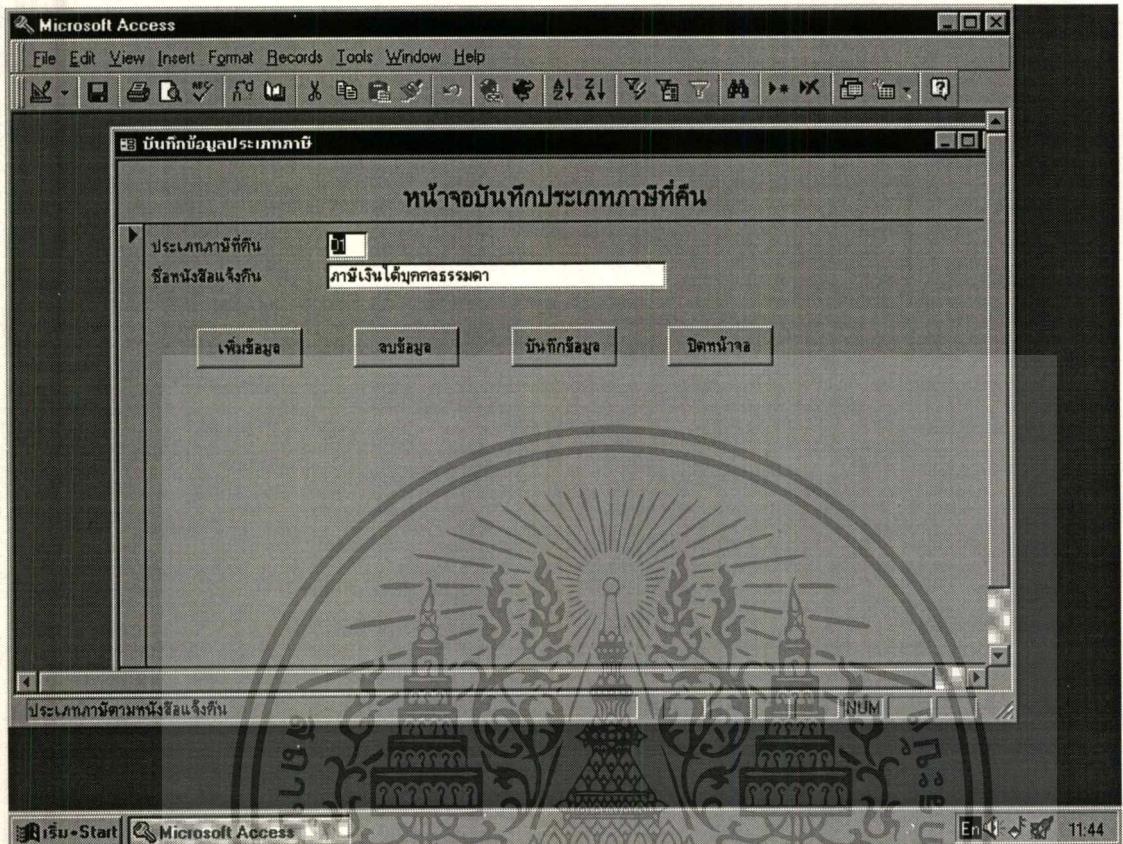 Microsoft Access
File Edit View Insert Format Records Tools Window Help
บันทึกข้อมูลประเภทภาษี
หน้าจอบันทึกประเภทภาษีที่คืน
ประเภทภาษีที่คืน 01
ชื่อหนังสือแจ้งคืน ภาษีเงินได้บุคคลธรรมดา
เพิ่มข้อมูล ลบข้อมูล บันทึกข้อมูล ปิดหน้าจอ
ประเภทภาษีตามหนังสือแจ้งคืน NUM
เริ่ม•Start Microsoft Access En 11:44